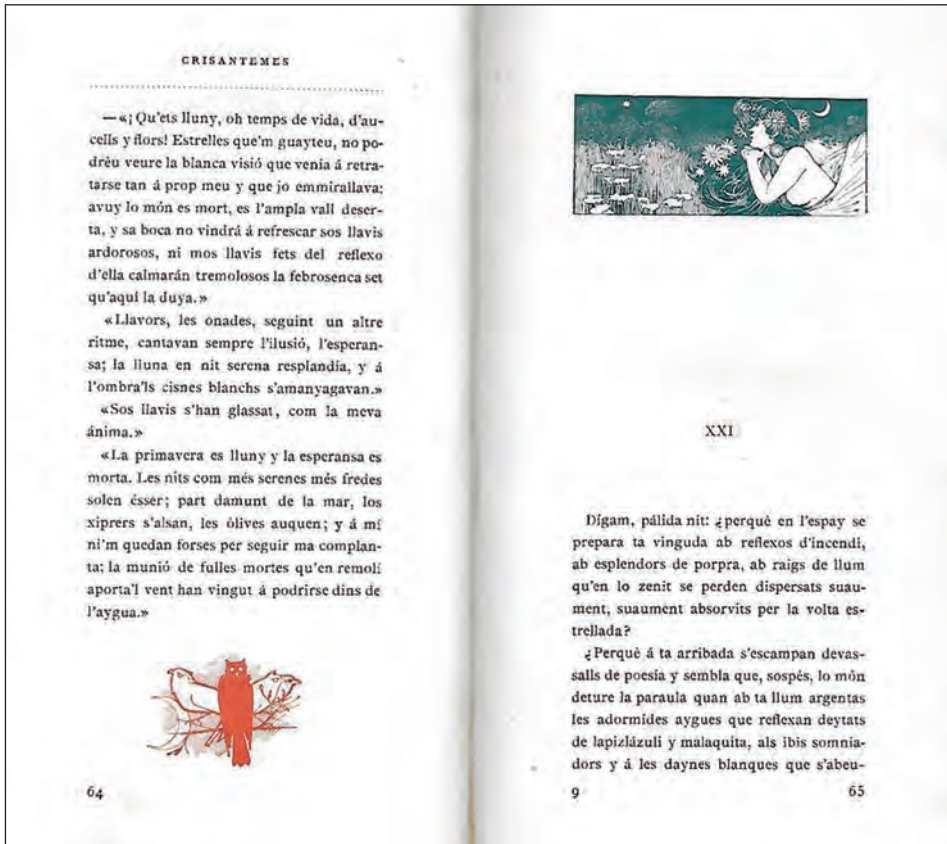 CRISANTEMES
—«¡Qu'ets lluny, oh temps de vida, d'au-
cells y flors! Estrelles que'm guayteu, no po-
drèu veure la blanca visió que venia á retra-
tarse tan á prop meu y que jo emmirallava;
avuy lo món es mort, es l'ampla vall deser-
ta, y sa boca no vindrá á refrescar sos llavis
ardorosos, ni mos llavis fets del reflexo
d'ella calmarán tremolosos la febrosenca set
qu'aquí la duya.»
«Llavors, les onades, seguint un altre
ritme, cantavan sempre l'ilusió, l'esperan-
sa; la lluna en nit serena resplandía, y á
l'ombra'ls cisnes blanchs s'amanyagavan.»
«Sos llavis s'han glassat, com la meva
ánima.»
«La primavera es lluny y la esperansa es
morta. Les nits com més serenes més fredes
solen ésser; part damunt de la mar, los
xiprers s'alsan, les òlives auquen; y á mí
ni'm quedan forses per seguir ma complan-
ta; la munió de fulles mortes qu'en remolí
aporta'l vent han vingut á podrirse dins de
l'aygua.»
64
XXI
Dígam, pálida nit: ¿perquè en l'espay se
prepara ta vinguda ab reflexos d'incendi,
ab esplendors de porpra, ab raigs de llum
qu'en lo zenit se perden dispersats suau-
ment, suaument absorvits per la volta es-
trellada?
¿Perquè á ta arribada s'escampan devas-
salls de poesía y sembla que, sospés, lo món
deture la paraula quan ab ta llum argentas
les adormides aygues que reflexan deytats
de lapizlázuli y malaquita, als ibis somnia-
dors y á les daynes blanques que s'abeu-
9
65